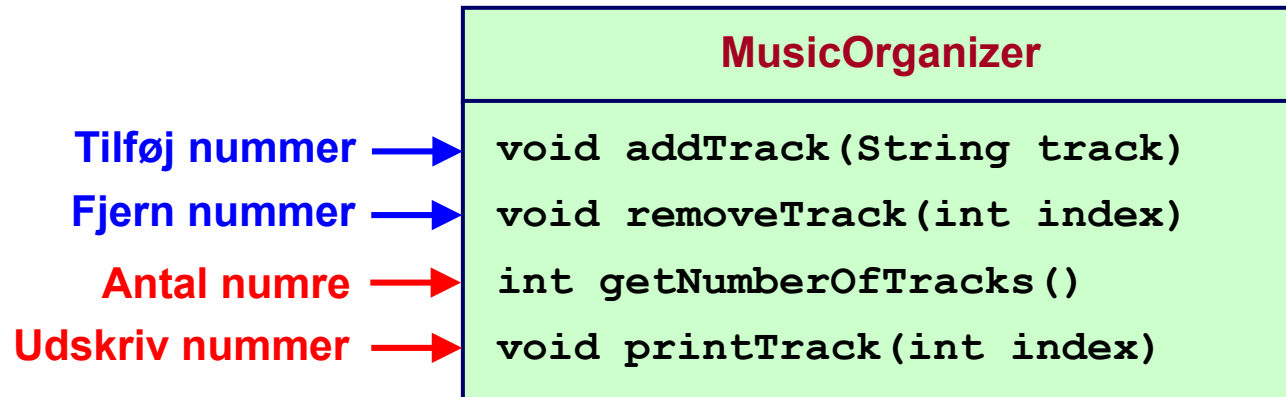 MusicOrganizer
Tilføj nummer void addTrack(String track)
Fjern nummer void removeTrack(int index)
Antal numre int getNumberOfTracks()
Udskriv nummer void printTrack(int index)